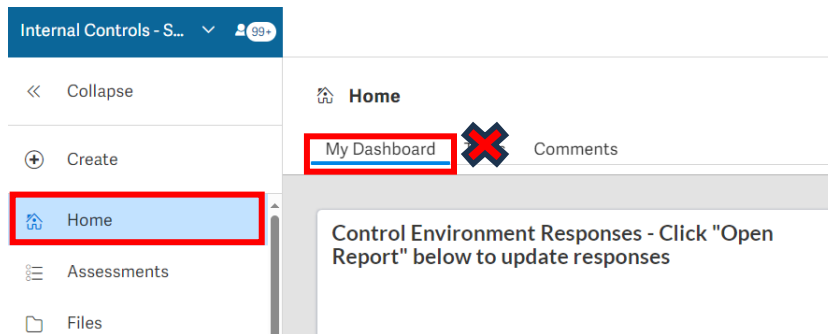 Internal Controls - S... 99+
Collapse
Home
My Dashboard Comments
Create
Home
Control Environment Responses - Click "Open
Report" below to update responses
Assessments
Files